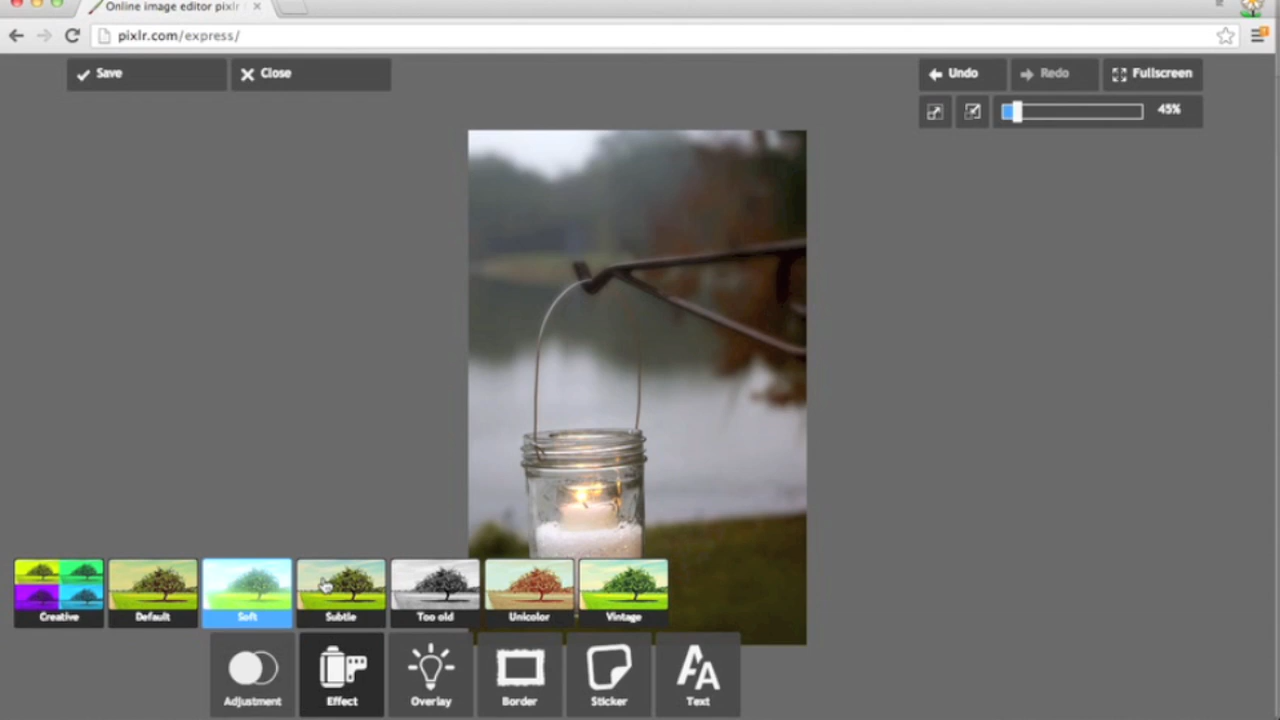 Online image editor pixlr
pixlr.com/express/
Save
Close
Undo
Redo
Fullscreen
45%
Creative
Default
Soft
Subtle
Too old
Unicolor
Vintage
Adjustment
Effect
Overlay
Border
Sticker
Text